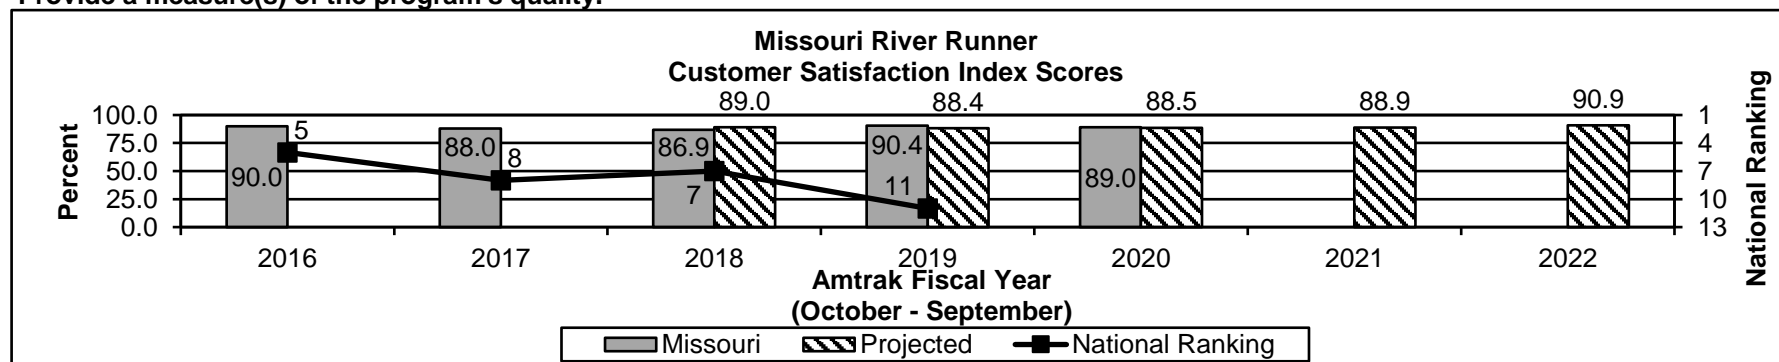 Provide a measure(s) of the program's quality.
Missouri River Runner
Customer Satisfaction Index Scores
89.0 88.4 88.5 88.9 90.9
100.0 75.0 50.0 25.0 0.0
Percent
90.0 88.0 86.9 90.4 89.0
5 8 7 11
1 4 7 10 13
National Ranking
2016 2017 2018 2019 2020 2021 2022
Amtrak Fiscal Year
(October - September)
Missouri Projected National Ranking